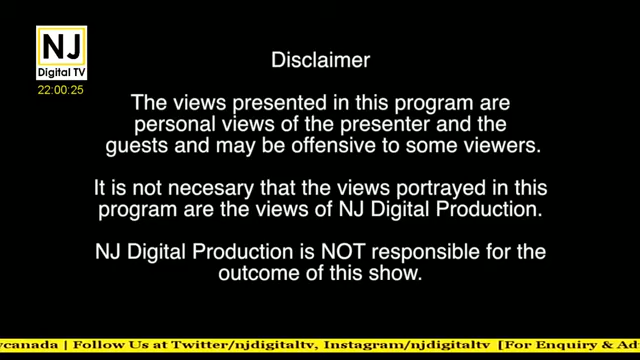 NJ
Digital TV
22:00:25
Disclaimer
The views presented in this program are
personal views of the presenter and the
guests and may be offensive to some viewers.
It is not necesary that the views portrayed in this
program are the views of NJ Digital Production.
NJ Digital Production is NOT responsible for the
outcome of this show.
vcanada | Follow Us at Twitter/njdigitaltv, Instagram/njdigitaltv [For Enquiry & Ad